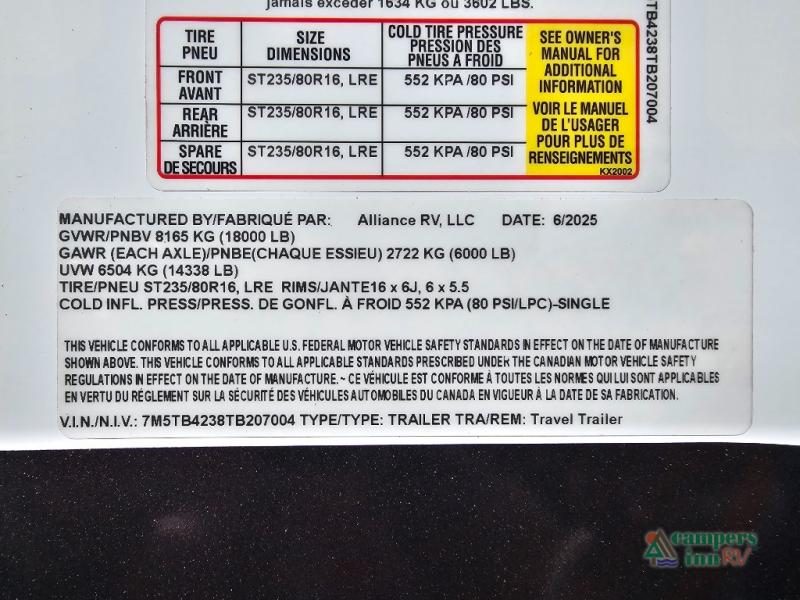 jamais excéder 1634 KG ou 3602 LBS.
TIRE PNEU SIZE DIMENSIONS COLD TIRE PRESSURE PRESSION DES PNEUS A FROID
FRONT AVANT ST235/80R16, LRE 552 KPA /80 PSI
REAR ARRIÈRE ST235/80R16, LRE 552 KPA /80 PSI
SPARE DE SECOURS ST235/80R16, LRE 552 KPA /80 PSI
SEE OWNER'S
MANUAL FOR
ADDITIONAL
INFORMATION
VOIR LE MANUEL
DE L'USAGER
POUR PLUS DE
RENSEIGNEMENTS
KX2002
TB4238TB207004
MANUFACTURED BY/FABRIQUÉ PAR: Alliance RV, LLC DATE: 6/2025
GVWR/PNBV 8165 KG (18000 LB)
GAWR (EACH AXLE)/PNBE(CHAQUE ESSIEU) 2722 KG (6000 LB)
UVW 6504 KG (14338 LB)
TIRE/PNEU ST235/80R16, LRE RIMS/JANTE16 x 6J, 6 x 5.5
COLD INFL. PRESS/PRESS. DE GONFL. À FROID 552 KPA (80 PSI/LPC)-SINGLE
THIS VEHICLE CONFORMS TO ALL APPLICABLE U.S. FEDERAL MOTOR VEHICLE SAFETY STANDARDS IN EFFECT ON THE DATE OF MANUFACTURE
SHOWN ABOVE. THIS VEHICLE CONFORMS TO ALL APPLICABLE STANDARDS PRESCRIBED UNDER THE CANADIAN MOTOR VEHICLE SAFETY
REGULATIONS IN EFFECT ON THE DATE OF MANUFACTURE. ~ CE VÉHICULE EST CONFORME À TOUTES LES NORMES QUI LUI SONT APPLICABLES
EN VERTU DU RÉGLEMENT SUR LA SÉCURITÉ DES VÉHICULES AUTOMOBILES DU CANADA EN VIGUEUR À LA DATE DE SA FABRICATION.
V.I.N./N.I.V.: 7M5TB4238TB207004 TYPE/TYPE: TRAILER TRA/REM: Travel Trailer
campers
inn RV